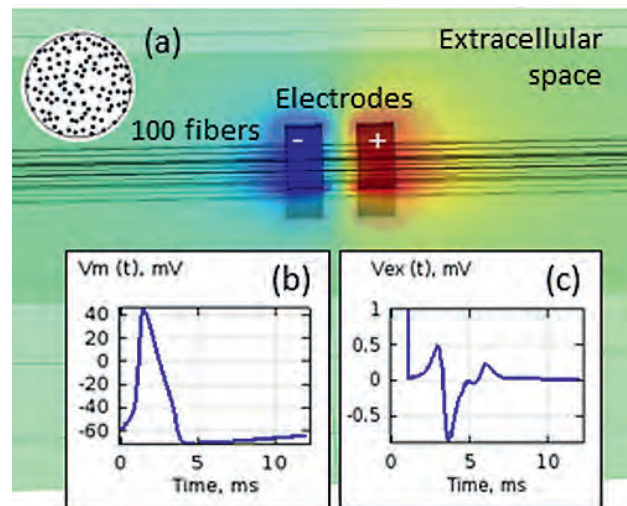 (a)
Extracellular
space
Electrodes
100 fibers
- +
Vm (t), mV
(b)
40
20
0
-20
-40
-60
0 5 10
Time, ms
Vex (t), mV
(c)
1
0.5
0
-0.5
0 5 10
Time, ms